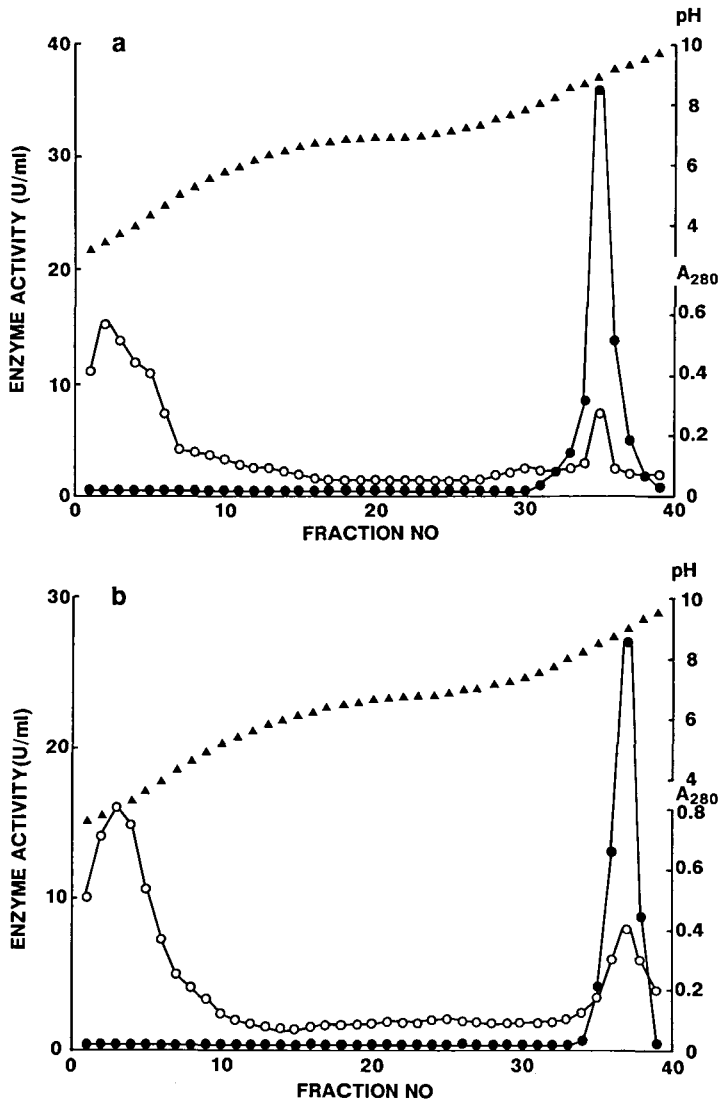 a
pH
40
30
20
10
0
ENZYME ACTIVITY (U/ml)
10
8
6
4
A280
0.6
0.4
0.2
0
0 10 20 30 40
FRACTION NO
b
pH
30
20
10
0
ENZYME ACTIVITY(U/ml)
10
8
6
4
A280
0.8
0.6
0.4
0.2
0
0 10 20 30 40
FRACTION NO